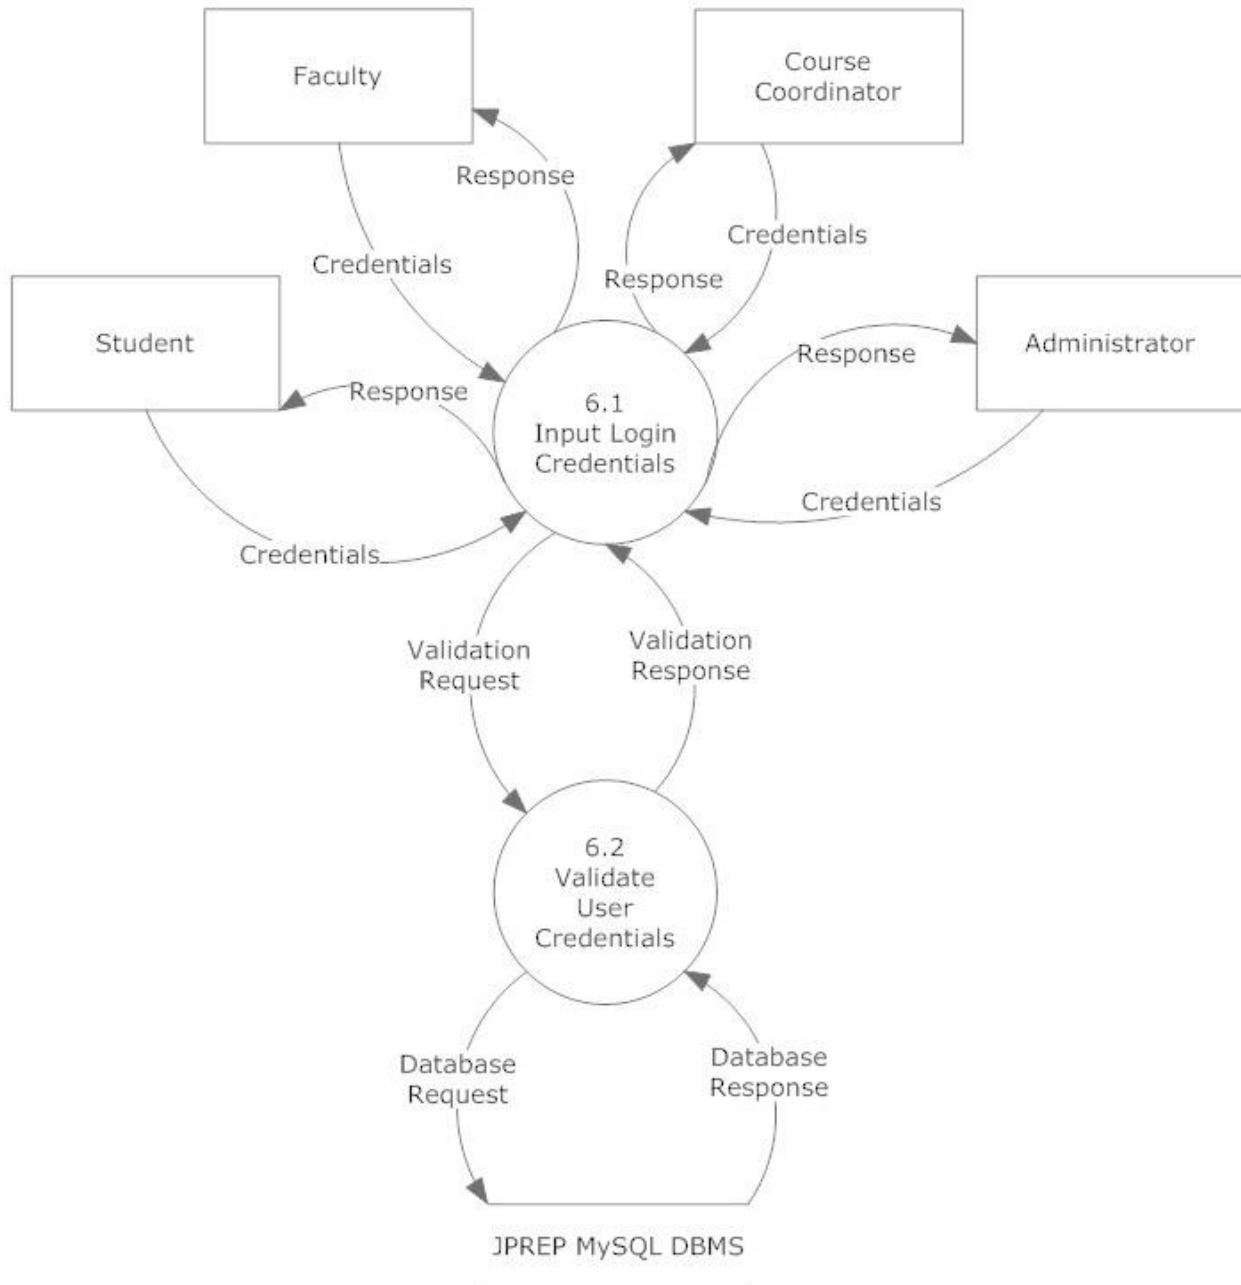 Faculty
Course
Coordinator
Response
Credentials
Credentials
Response
Student
Administrator
Response
Response
6.1
Input Login
Credentials
Credentials
Credentials
Validation
Request
Validation
Response
6.2
Validate
User
Credentials
Database
Request
Database
Response
JPREP MySQL DBMS